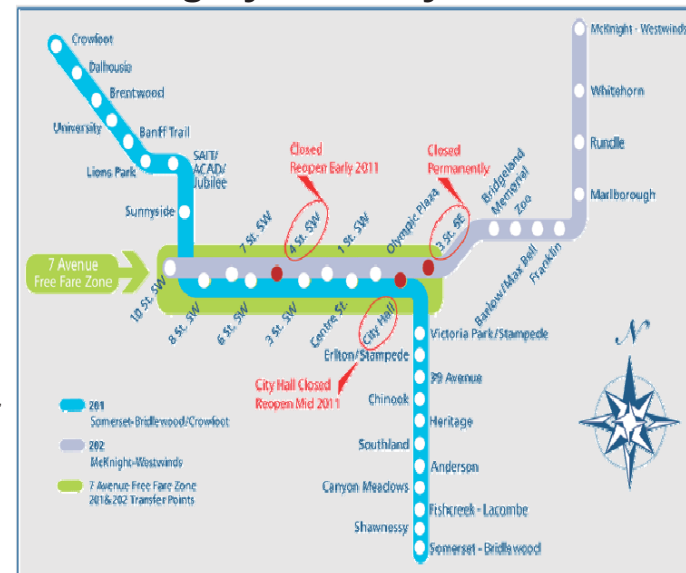 Crowfoot
Dalhousie
Brentwood
University
Banff Trail
Lions Park
SAIT/
ACAD/
Jubilee
Sunnyside
McKnight - Westwinds
Whitehorn
Rundle
Marlborough
Closed
Reopen Early 2011
Closed
Permanently
Bridgeland
Memorial
Zoo
Barlow/Max Bell
Franklin
7 St. SW
4 St. SW
1 St. SW
Olympic Plaza
3 St. SE
7 Avenue
Free Fare Zone
10 St. SW
8 St. SW
6 St. SW
3 St. SW
Centre St.
City Hall
Victoria Park/Stampede
Erlton/Stampede
39 Avenue
City Hall Closed
Reopen Mid 2011
Chinook
Heritage
Southland
Anderson
Canyon Meadows
Fishcreek - Lacombe
Shawnessy
Somerset - Bridlewood
201
Somerset-Bridlewood/Crowfoot
202
McKnight-Westwinds
7 Avenue Free Fare Zone
201&202 Transfer Points
N